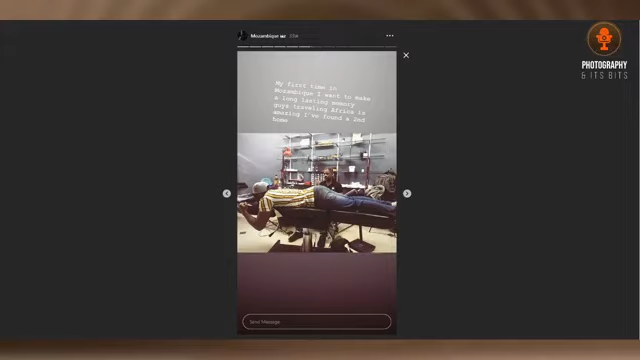 Mozambique
PHOTOGRAPHY
& ITS BITS
My first time in
Mozambique I want to make
a long lasting memory
guys traveling Africa is
amazing I've found a 2nd
home
Send Message